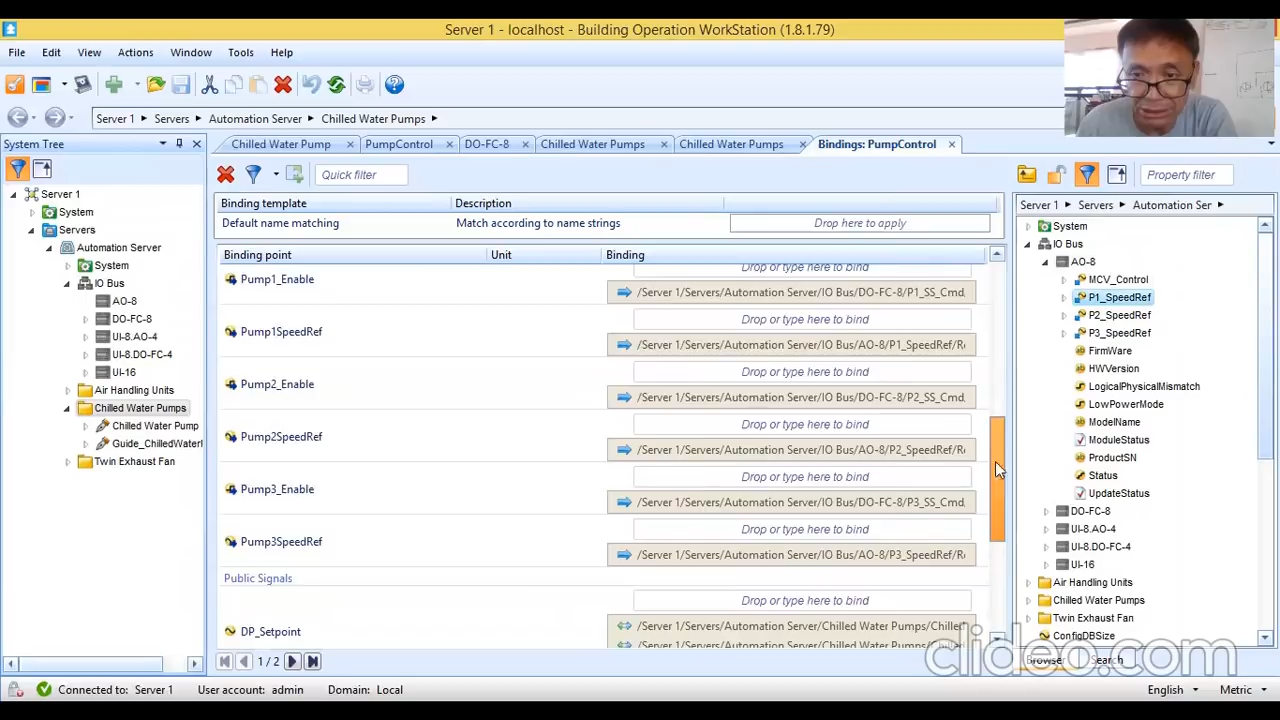 Server 1 - localhost - Building Operation WorkStation (1.8.1.79)
File Edit View Actions Window Tools Help
Server 1 Servers Automation Server Chilled Water Pumps
System Tree
Server 1
System
Servers
Automation Server
System
IO Bus
AO-8
DO-FC-8
UI-8.AO-4
UI-8.DO-FC-4
UI-16
Air Handling Units
Chilled Water Pumps
Chilled Water Pump
Guide_ChilledWaterl
Twin Exhaust Fan
Chilled Water Pump PumpControl DO-FC-8 Chilled Water Pumps Chilled Water Pumps Bindings: PumpControl
Quick filter
Binding template Description
Default name matching Match according to name strings Drop here to apply
Binding point Unit Binding
Drop or type here to bind
Pump1_Enable
/Server 1/Servers/Automation Server/IO Bus/DO-FC-8/P1_SS_Cmd,
Drop or type here to bind
Pump1SpeedRef
/Server 1/Servers/Automation Server/IO Bus/AO-8/P1_SpeedRef/Re
Drop or type here to bind
Pump2_Enable
/Server 1/Servers/Automation Server/IO Bus/DO-FC-8/P2_SS_Cmd,
Drop or type here to bind
Pump2SpeedRef
/Server 1/Servers/Automation Server/IO Bus/AO-8/P2_SpeedRef/Re
Drop or type here to bind
Pump3_Enable
/Server 1/Servers/Automation Server/IO Bus/DO-FC-8/P3_SS_Cmd,
Drop or type here to bind
Pump3SpeedRef
/Server 1/Servers/Automation Server/IO Bus/AO-8/P3_SpeedRef/Re
Public Signals
Drop or type here to bind
DP_Setpoint
/Server 1/Servers/Automation Server/Chilled Water Pumps/Chilled
1 / 2
Property filter
Server 1 Servers Automation Ser
System
IO Bus
AO-8
MCV_Control
P1_SpeedRef
P2_SpeedRef
P3_SpeedRef
FirmWare
HWVersion
LogicalPhysicalMismatch
LowPowerMode
ModelName
ModuleStatus
ProductSN
Status
UpdateStatus
DO-FC-8
UI-8.AO-4
UI-8.DO-FC-4
UI-16
Air Handling Units
Chilled Water Pumps
Twin Exhaust Fan
ConfigDBSize
Browser Search
clideo.com
Connected to: Server 1 User account: admin Domain: Local English Metric